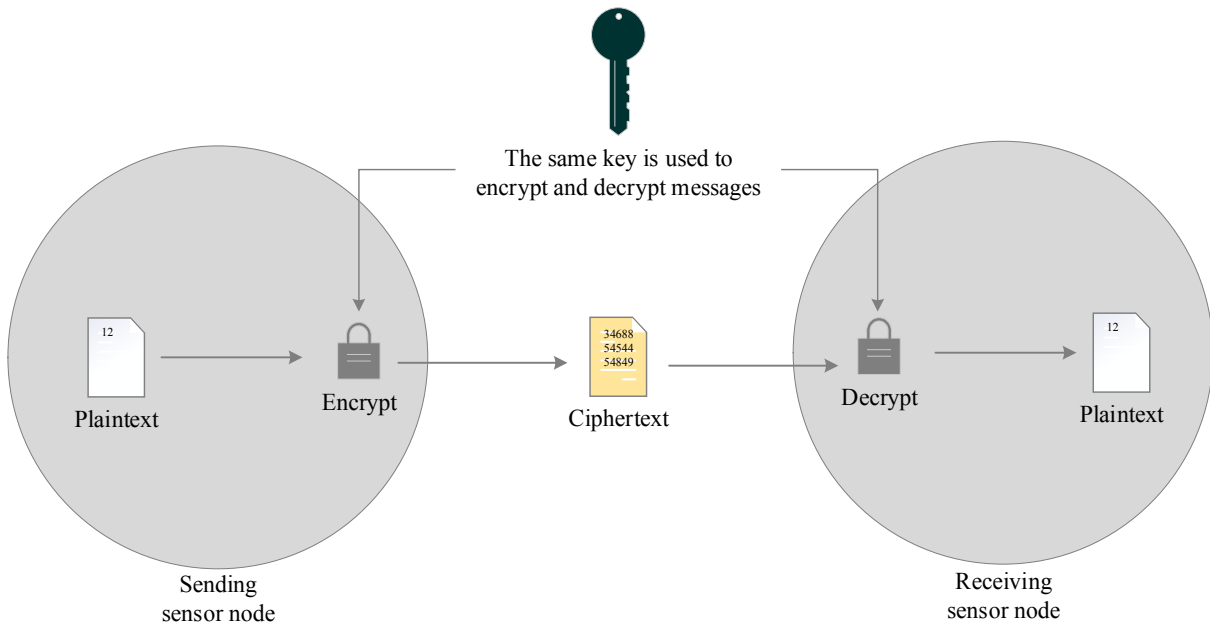 The same key is used to
encrypt and decrypt messages
12
Plaintext
Encrypt
34688
54544
54849
Ciphertext
Decrypt
12
Plaintext
Sending
sensor node
Receiving
sensor node